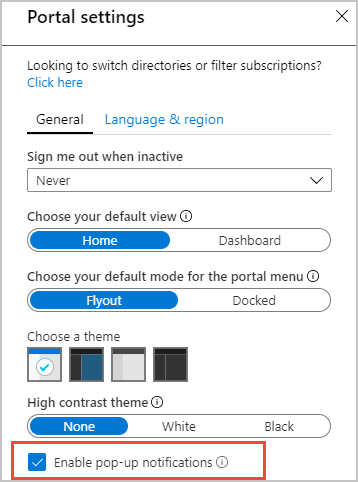 Portal settings
Looking to switch directories or filter subscriptions?
Click here
General Language & region
Sign me out when inactive
Never
Choose your default view
Home Dashboard
Choose your default mode for the portal menu
Flyout Docked
Choose a theme
High contrast theme
None White Black
Enable pop-up notifications